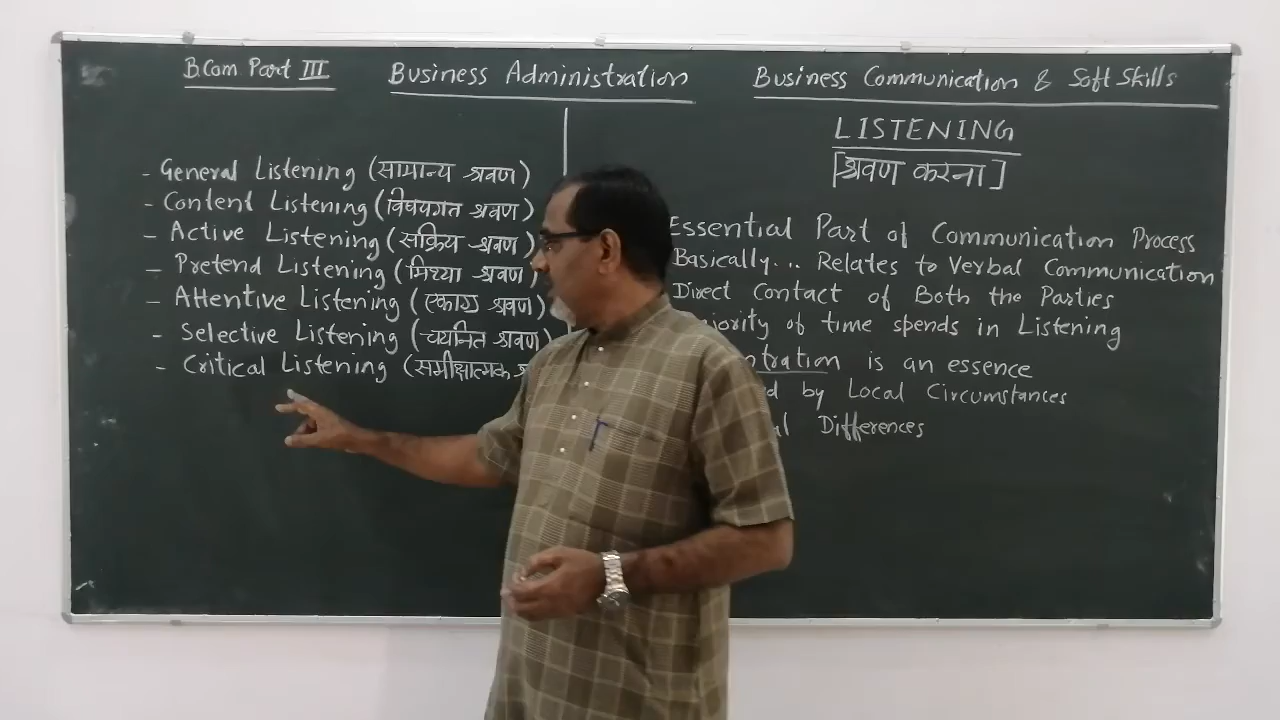 B.Com Part III
Business Administration
Business Communication & Soft Skills
- General Listening (सामान्य श्रवण)
- Content Listening (विषयगत श्रवण)
- Active Listening (सक्रिय श्रवण)
- Pretend Listening (मिथ्या श्रवण)
- Attentive Listening (एकाग्र श्रवण)
- Selective Listening (चयनित श्रवण)
- Critical Listening (समीक्षात्मक
LISTENING
[श्रवण करना]
Essential Part of Communication Process
Basically... Relates to Verbal Communication
Direct Contact of Both the Parties
of time spends in Listening
is an essence
by Local Circumstances
Differences